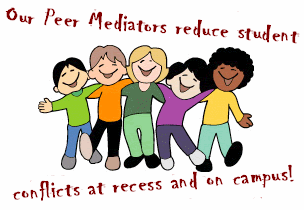 Our Peer Mediators reduce student
conflicts at recess and on campus!